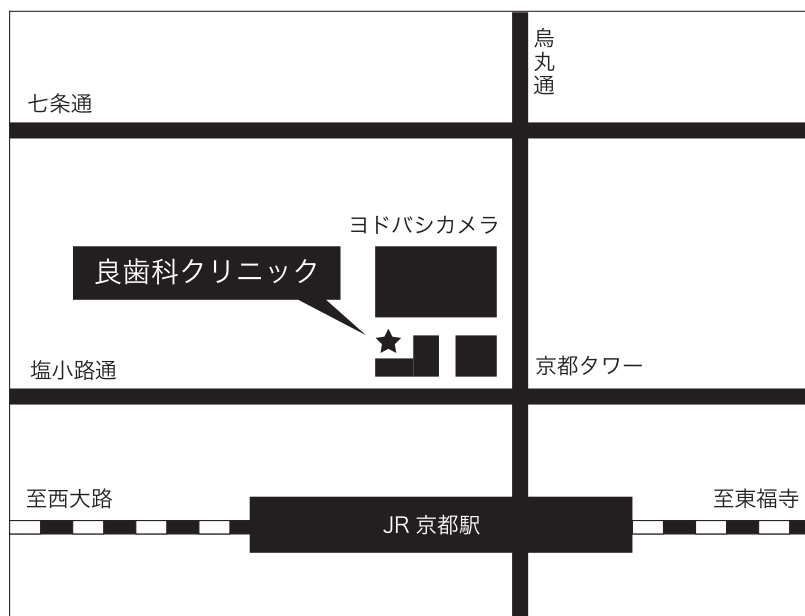 烏丸通
七条通
ヨドバシカメラ
良歯科クリニック
塩小路通
京都タワー
至西大路
至東福寺
JR 京都駅